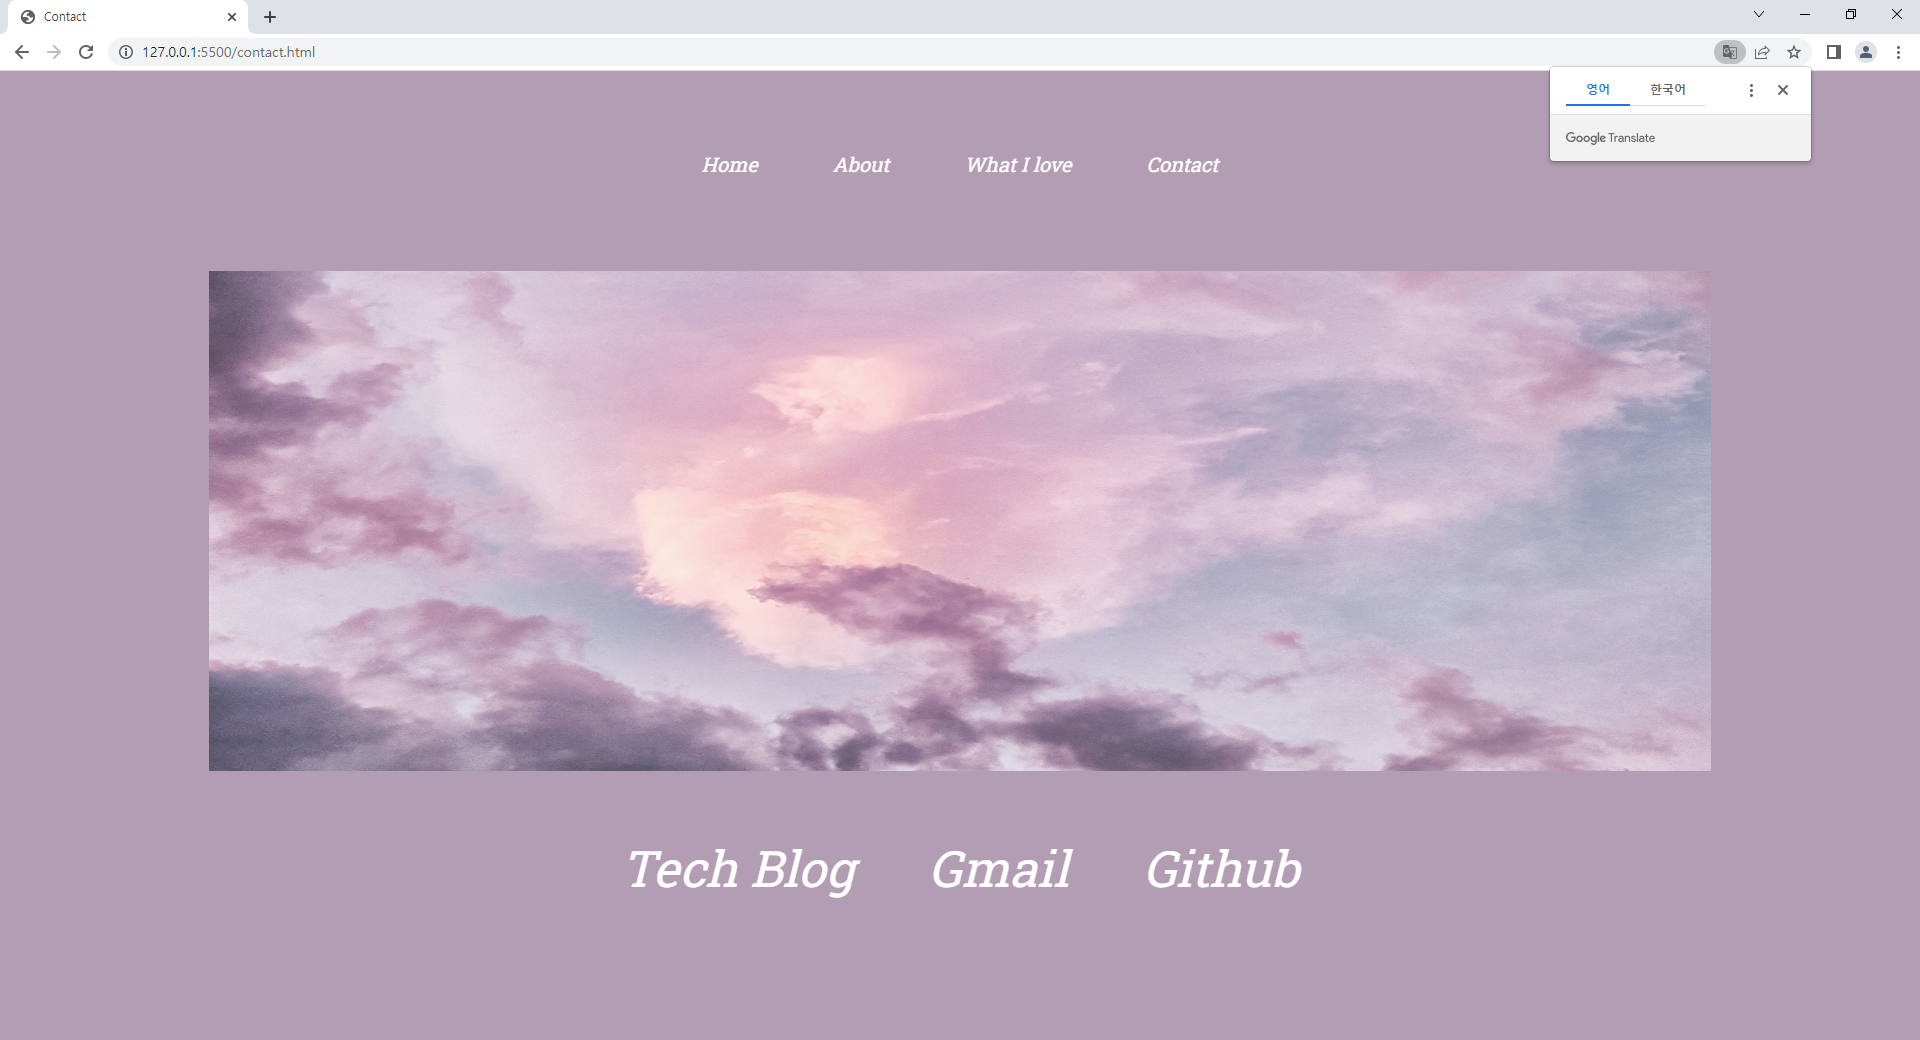 Contact
127.0.0.1:5500/contact.html
영어 한국어
Google Translate
Home About What I love Contact
Tech Blog Gmail Github